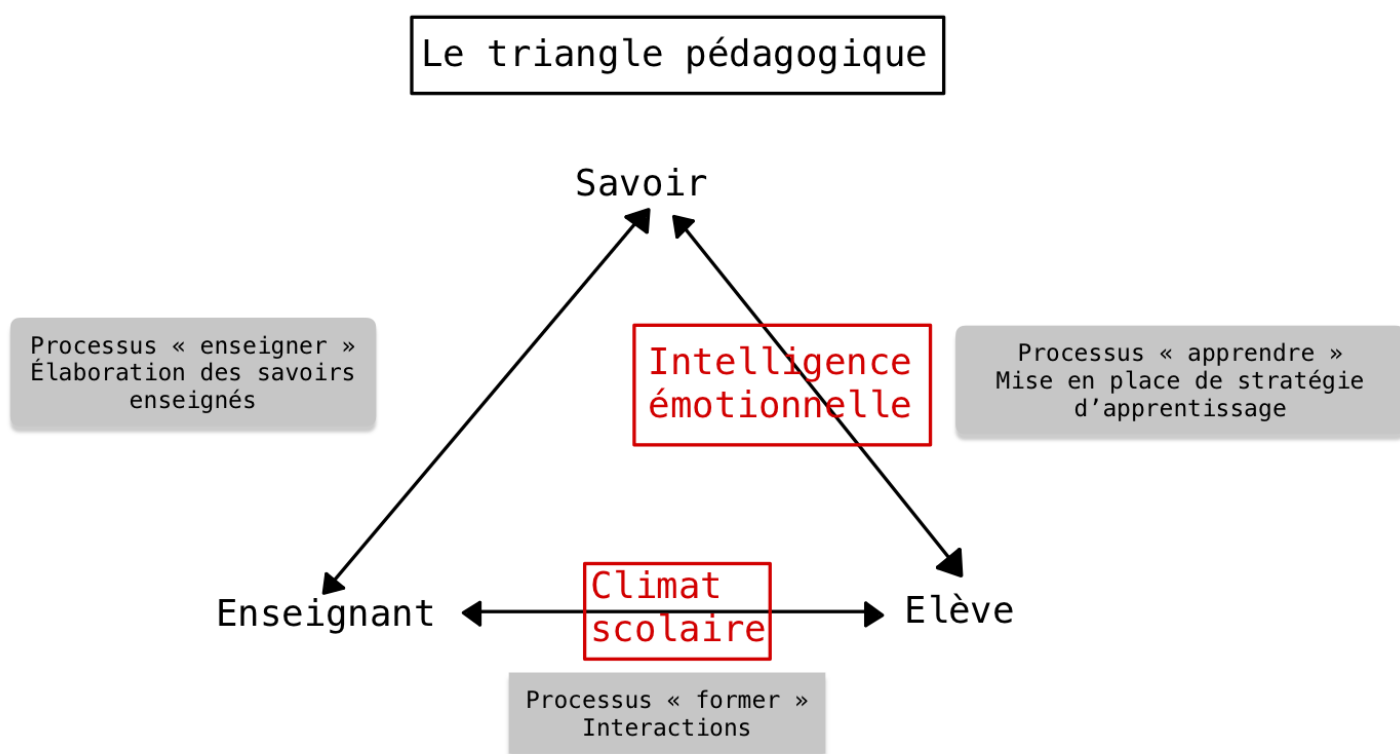 Le triangle pédagogique
Savoir
Processus « enseigner »
Élaboration des savoirs
enseignés
Intelligence
émotionnelle
Processus « apprendre »
Mise en place de stratégie
d’apprentissage
Enseignant
Climat
scolaire
Elève
Processus « former »
Interactions